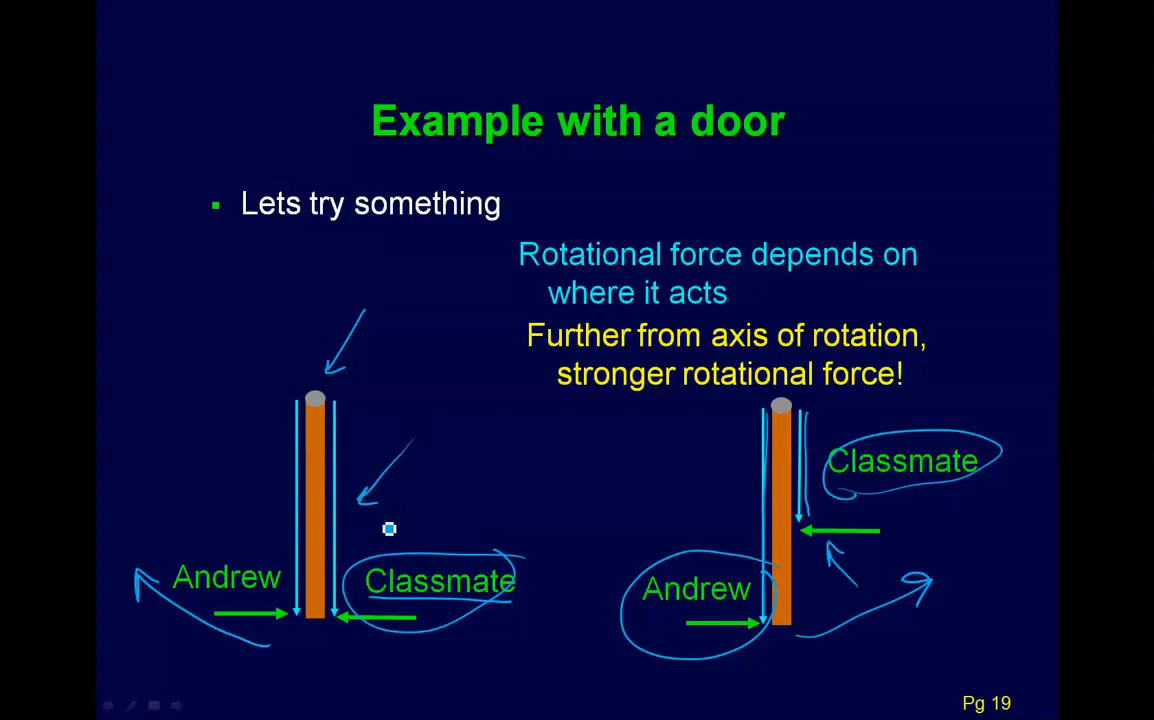 Example with a door
Lets try something
Rotational force depends on
where it acts
Further from axis of rotation,
stronger rotational force!
Classmate
Andrew
Classmate
Andrew
Pg 19